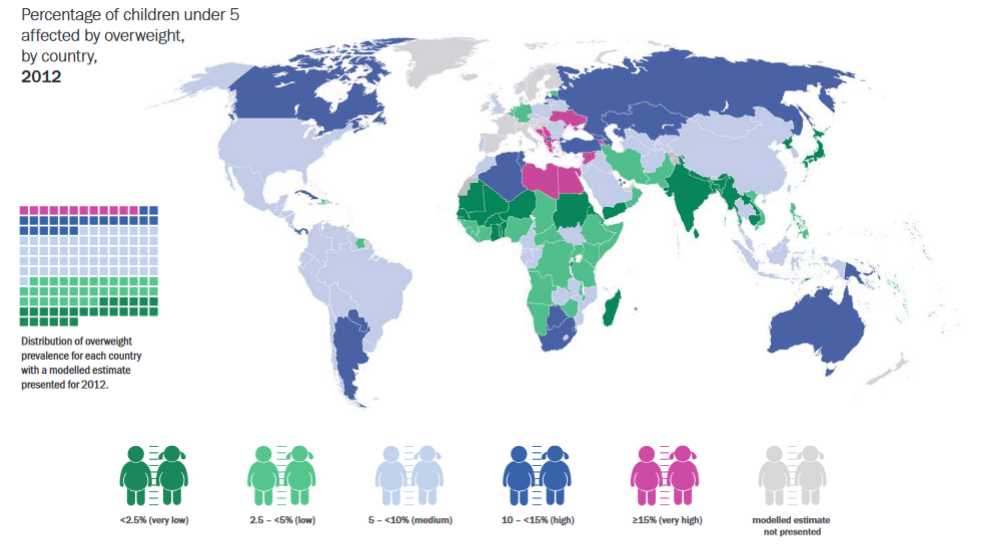 Percentage of children under 5
affected by overweight,
by country,
2012
Distribution of overweight
prevalence for each country
with a modelled estimate
presented for 2012.
<2.5% (very low)
2.5 – <5% (low)
5 – <10% (medium)
10 – <15% (high)
≥15% (very high)
modelled estimate
not presented